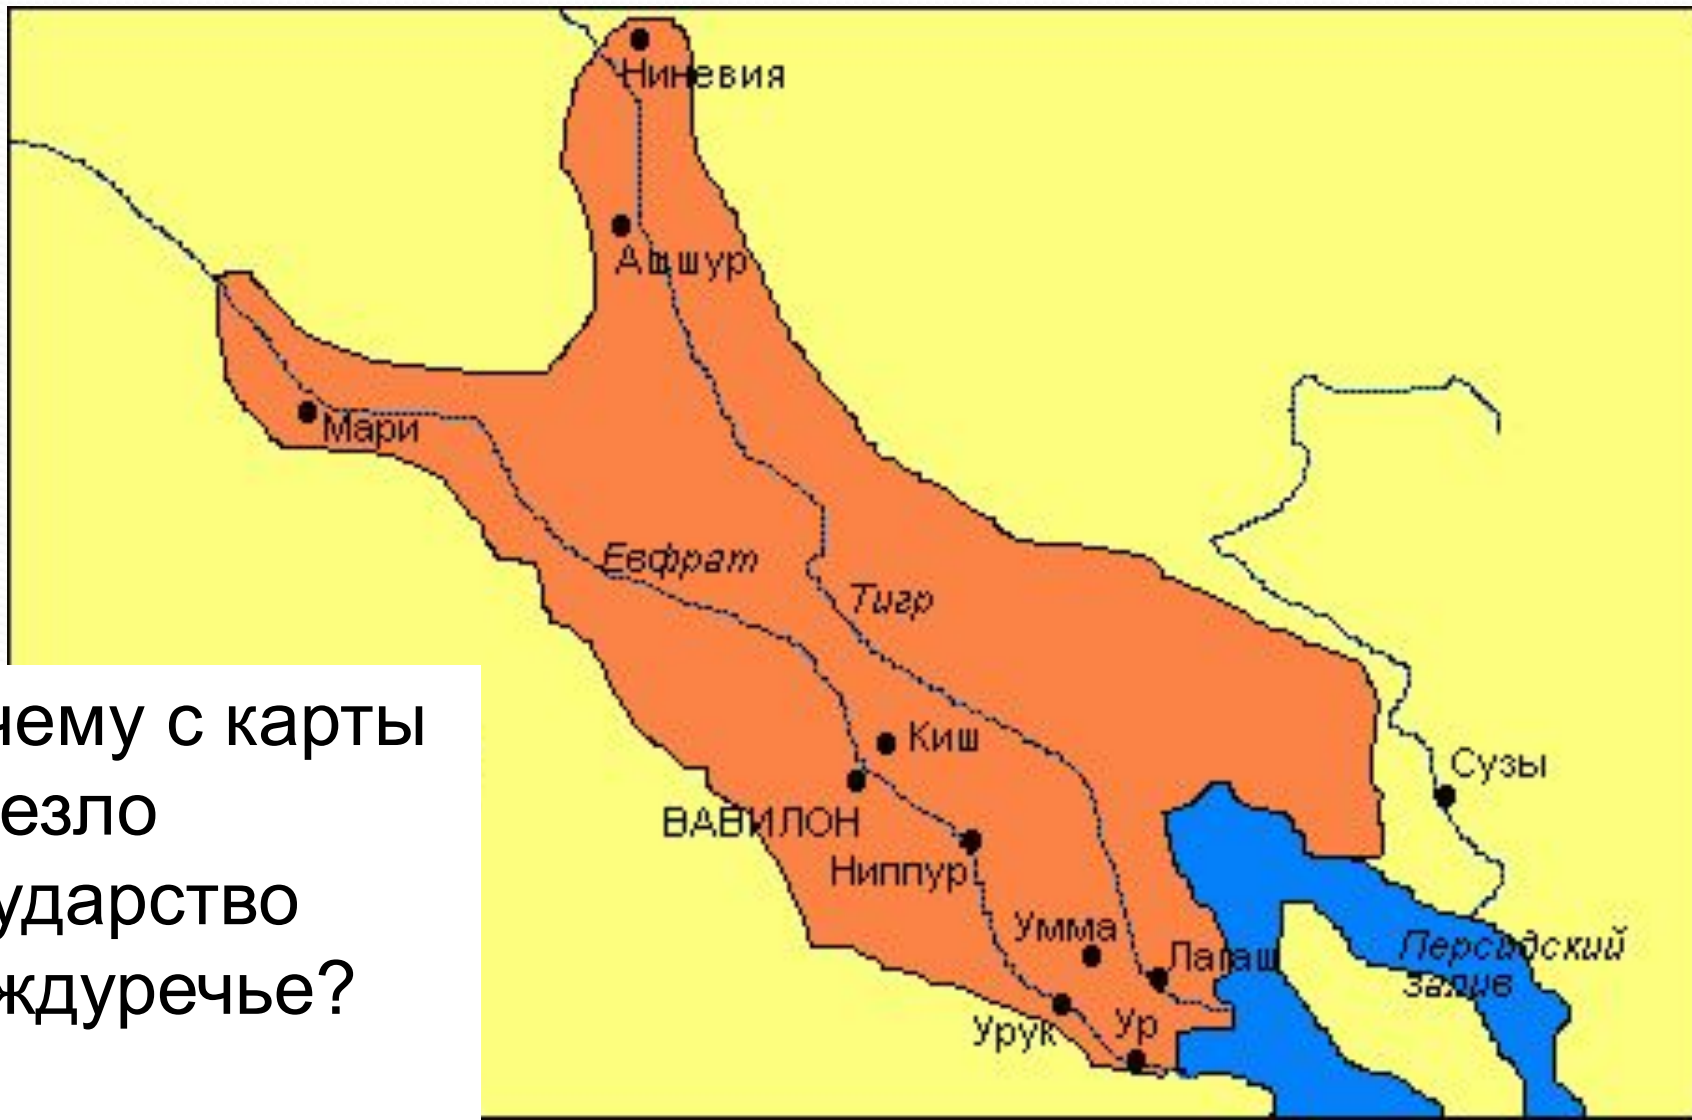 Ниневия
Ашшур
Мари
Евфрат
Тигр
Киш
Сузы
ВАВИЛОН
Ниппур
Умма
Лагаш
Персидский
залив
Урук
Ур
чему с карты
езло
ударство
ждуречье?